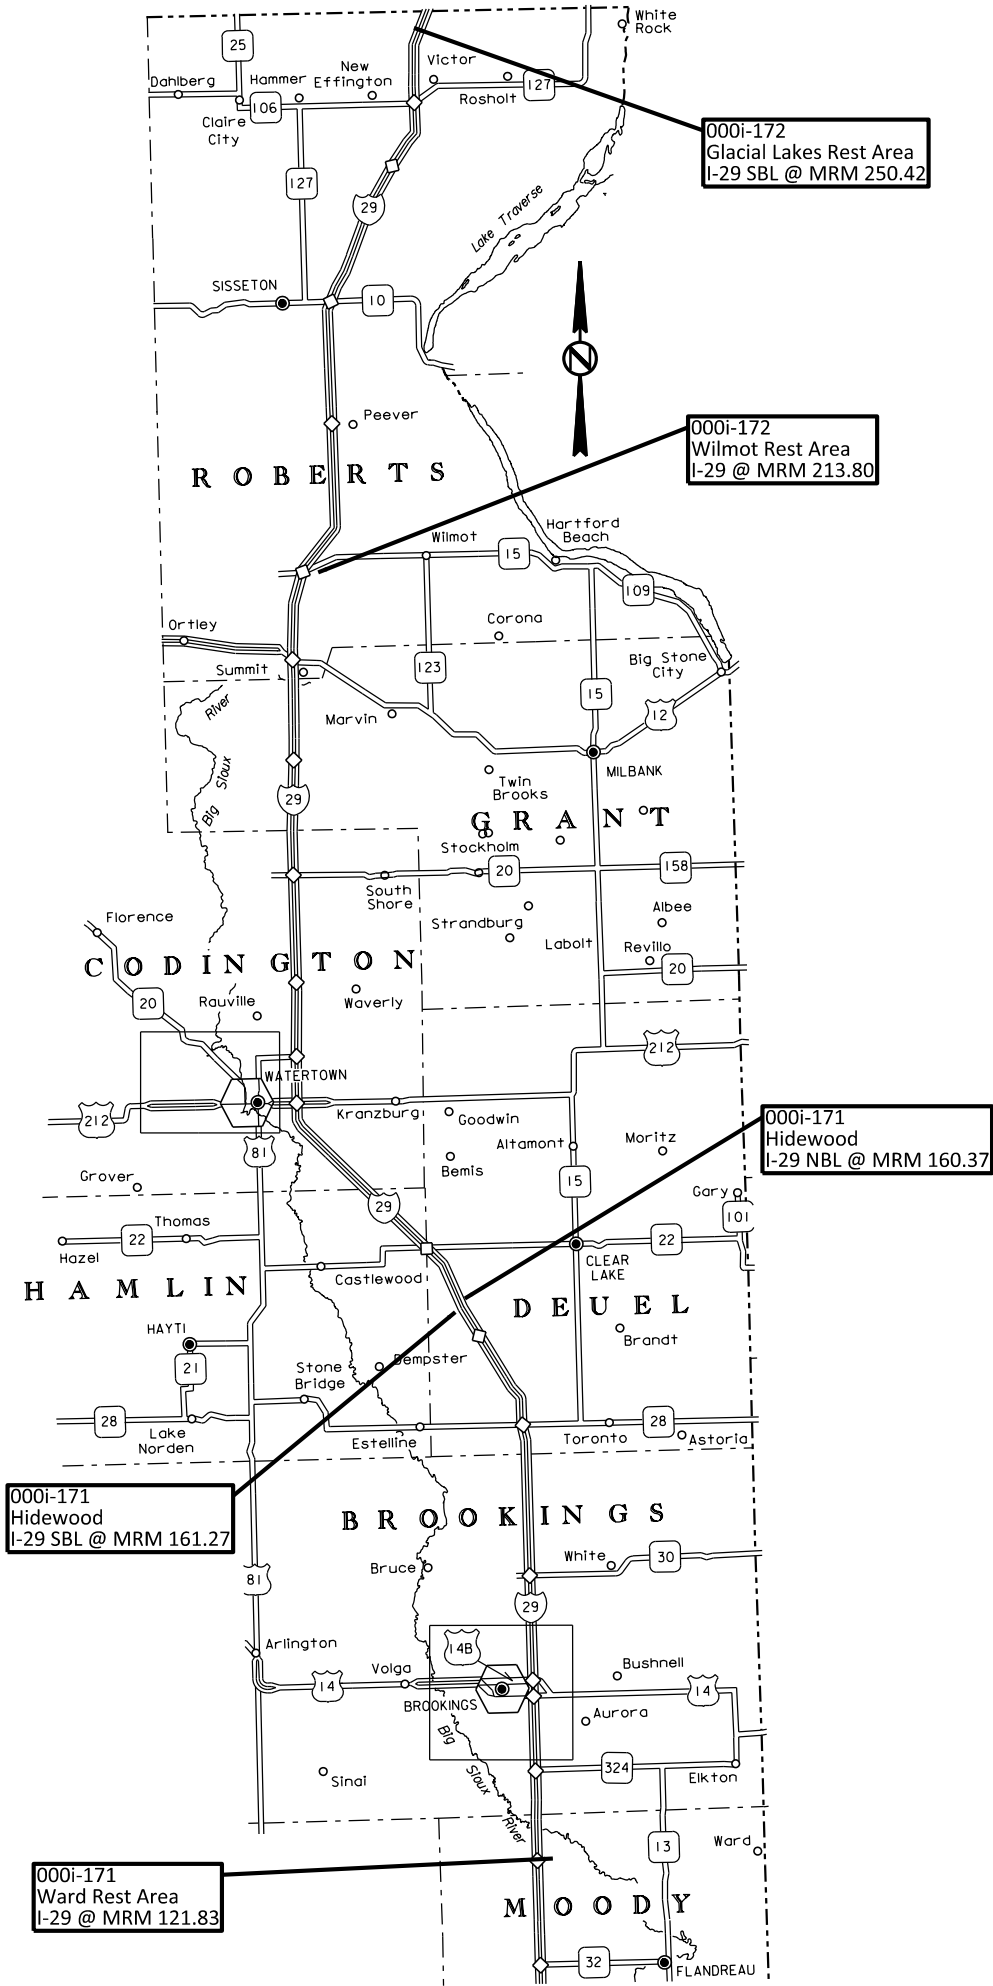 White
Rock
25
Victor
New
Effington
Hammer
Dahlberg
127
Rosholt
106
Claire
City
000i-172
Glacial Lakes Rest Area
I-29 SBL @ MRM 250.42
127
29
Lake Traverse
SISSETON
10
N
Peever
000i-172
Wilmot Rest Area
I-29 @ MRM 213.80
ROBERTS
Hartford
Beach
Wilmot
15
109
Corona
Ortley
Summit
123
Big Stone
City
15
12
Marvin
Big Sioux River
MILBANK
Twin
Brooks
29
GRANT
Stockholm
20
158
South
Shore
Albee
Florence
Strandburg
Labolt
Revillo
20
CODINGTON
20
Rauville
Waverly
212
WATERTOWN
Kranzburg
Goodwin
212
81
Altamont
Moritz
000i-171
Hidewood
I-29 NBL @ MRM 160.37
Bemis
Grover
15
Gary
29
101
Thomas
22
Hazel
22
CLEAR
LAKE
Castlewood
HAMLIN
DEUEL
HAYTI
Brandt
21
Stone
Bridge
Dempster
28
Lake
Norden
Estelline
Toronto
28
Astoria
000i-171
Hidewood
I-29 SBL @ MRM 161.27
BROOKINGS
White
30
Bruce
81
29
Arlington
14B
Volga
Bushnell
14
14
BROOKINGS
Aurora
Big Sioux River
324
Elkton
Sinai
13
Ward
000i-171
Ward Rest Area
I-29 @ MRM 121.83
MOODY
32
FLANDREAU